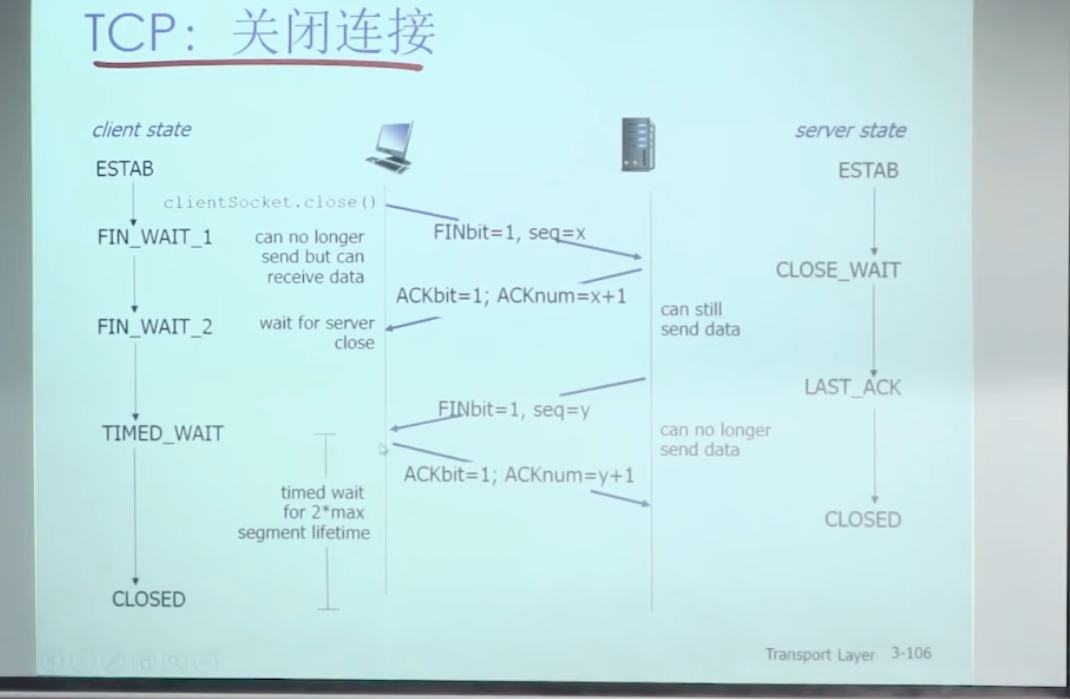 TCP: 关闭连接
client state
server state
ESTAB
ESTAB
clientSocket.close()
FINbit=1, seq=x
FIN_WAIT_1
can no longer
send but can
receive data
CLOSE_WAIT
ACKbit=1; ACKnum=x+1
can still
send data
FIN_WAIT_2
wait for server
close
LAST_ACK
FINbit=1, seq=y
TIMED_WAIT
can no longer
send data
ACKbit=1; ACKnum=y+1
timed wait
for 2*max
segment lifetime
CLOSED
CLOSED
Transport Layer 3-106